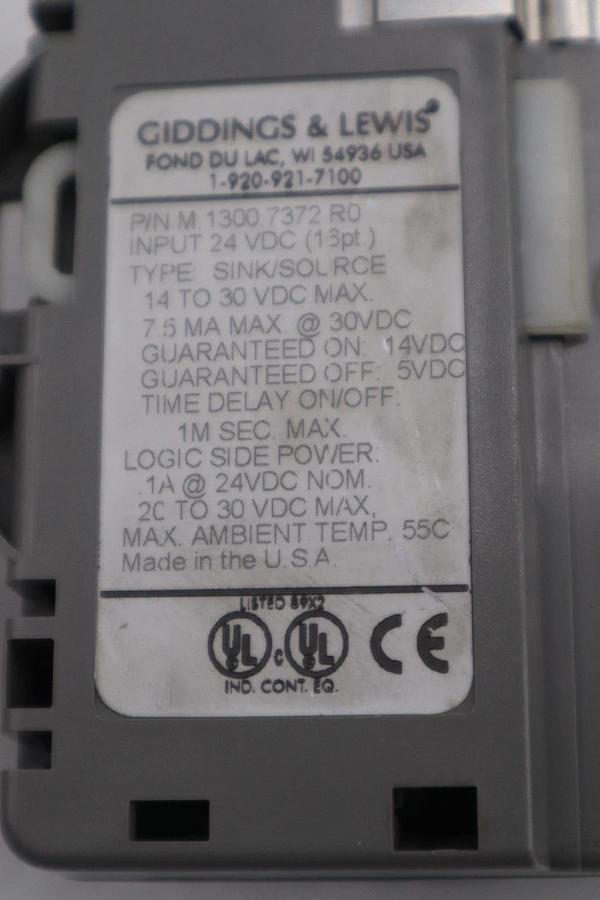 GIDDINGS & LEWIS®
FOND DU LAC, WI 54936 USA
1-920-921-7100
P/N M.1300.7372 R0
INPUT 24 VDC (16pt.)
TYPE: SINK/SOURCE
14 TO 30 VDC MAX.
7.5 MA MAX. @ 30VDC
GUARANTEED ON: 14VDC
GUARANTEED OFF: 5VDC
TIME DELAY ON/OFF:
1M SEC. MAX.
LOGIC SIDE POWER:
.1A @ 24VDC NOM.
20 TO 30 VDC MAX,
MAX. AMBIENT TEMP. 55C
Made in the U.S.A.
LISTED 89X2
UL c UL CE
IND. CONT. EQ.